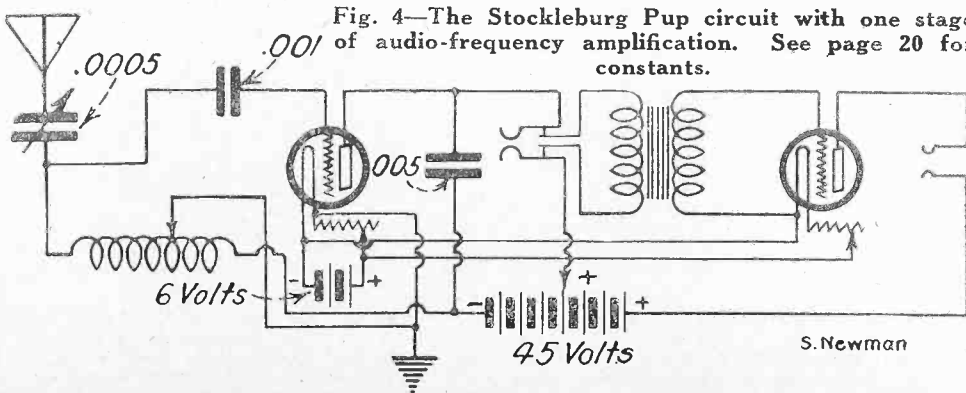 Fig. 4—The Stockleburg Pup circuit with one stage
of audio-frequency amplification. See page 20 for
constants.
.0005
.001
.005
- +
6 Volts
- + +
45 Volts
S. Newman